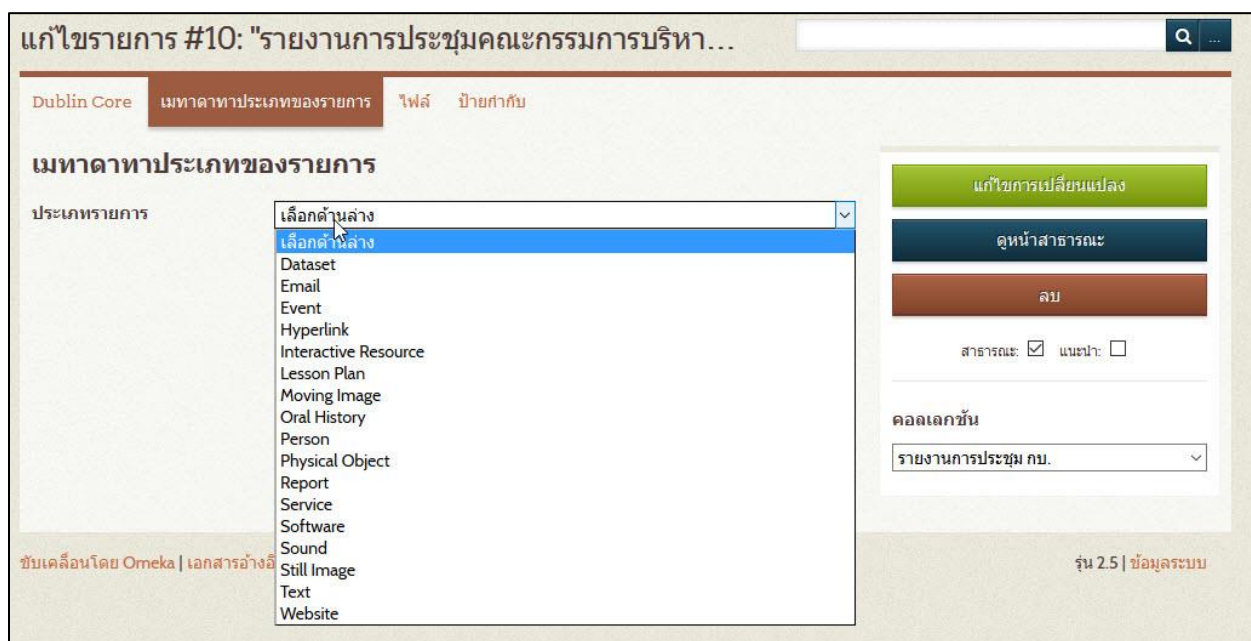 แก้ไขรายการ #10: "รายงานการประชุมคณะกรรมการบริหา...
...
Dublin Core เมทาดาทาประเภทของรายการ ไฟล์ ป้ายกำกับ
เมทาดาทาประเภทของรายการ
ประเภทรายการ
เลือกด้านล่าง
เลือกด้านล่าง
Dataset
Email
Event
Hyperlink
Interactive Resource
Lesson Plan
Moving Image
Oral History
Person
Physical Object
Report
Service
Software
Sound
Still Image
Text
Website
แก้ไขการเปลี่ยนแปลง
ดูหน้าสาธารณะ
ลบ
สาธารณะ: แนะนำ:
คอลเลกชัน
รายงานการประชุม กบ.
ขับเคลื่อนโดย Omeka | เอกสารอ้างอิ
รุ่น 2.5 | ข้อมูลระบบ